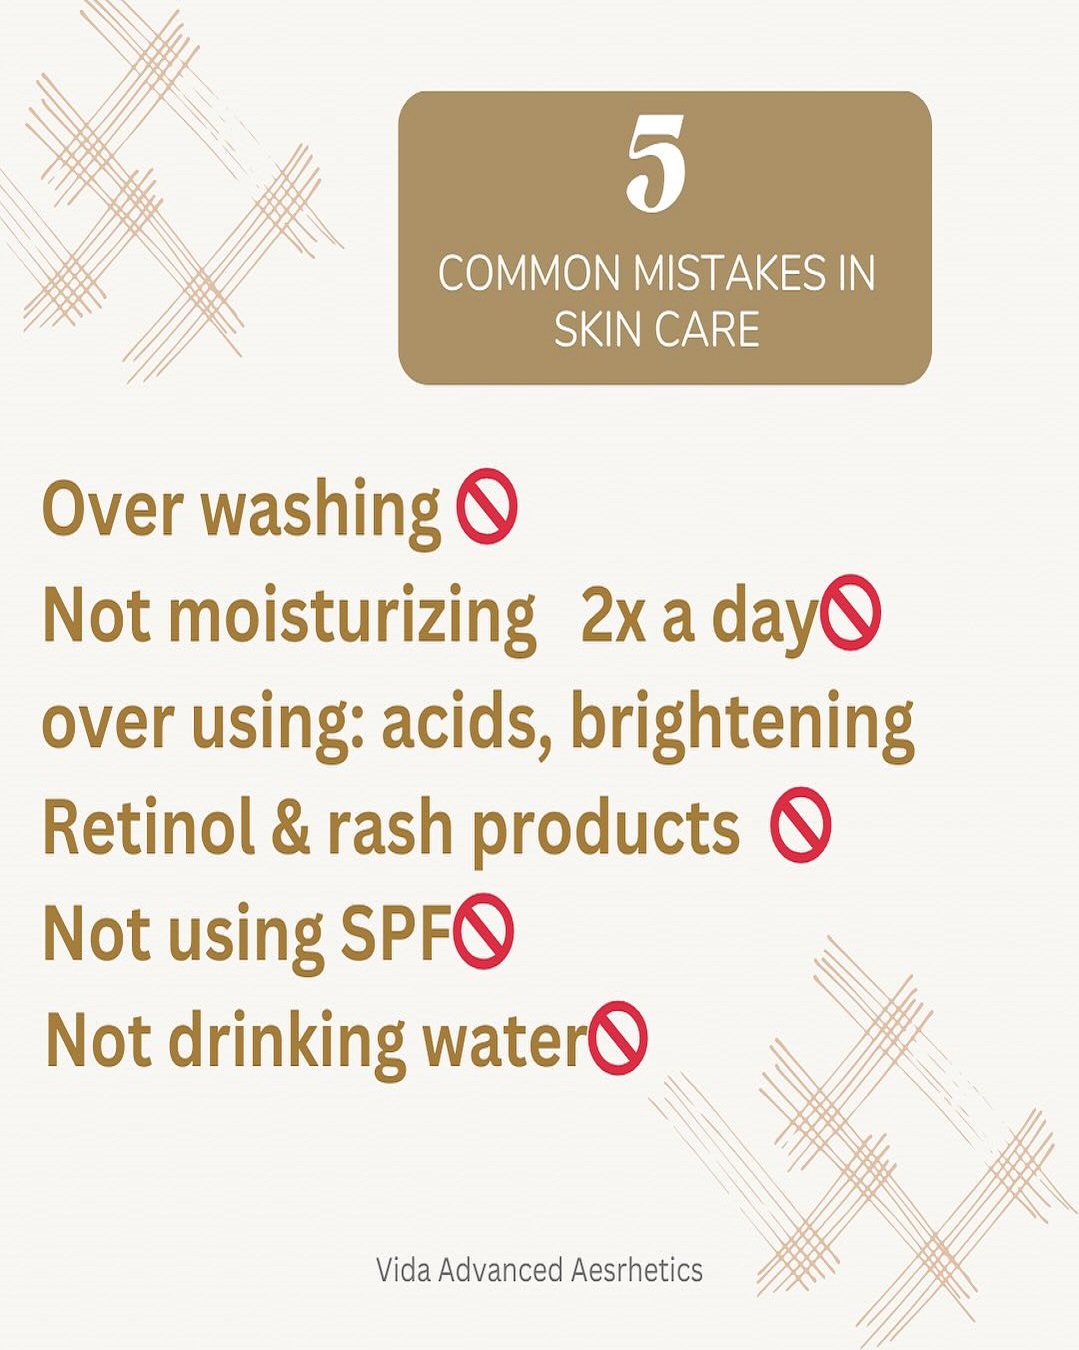 5
COMMON MISTAKES IN
SKIN CARE
Over washing 🚫
Not moisturizing 2x a day🚫
over using: acids, brightening
Retinol & rash products 🚫
Not using SPF🚫
Not drinking water🚫
Vida Advanced Aesrhetics